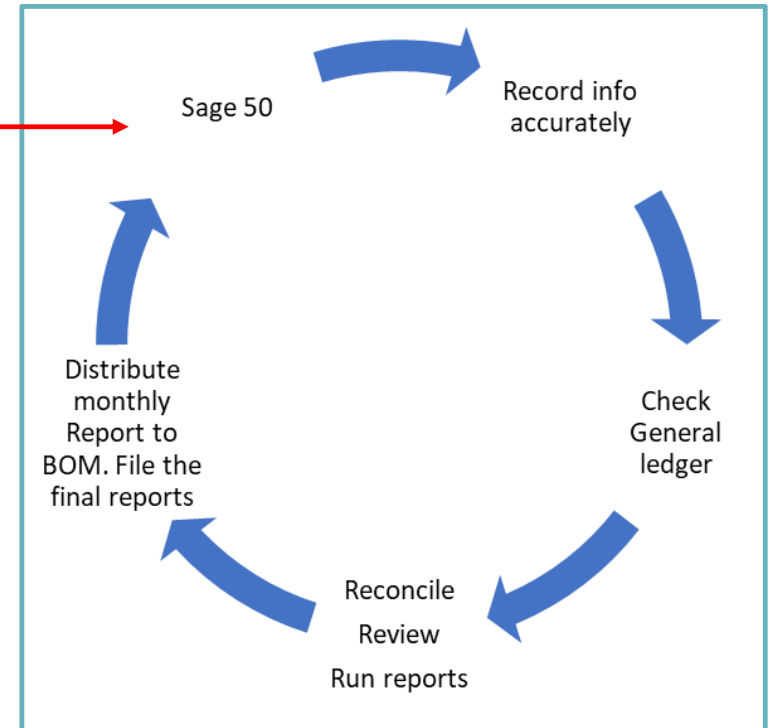 Sage 50
Record info
accurately
Check
General
ledger
Reconcile
Review
Run reports
Distribute
monthly
Report to
BOM. File the
final reports